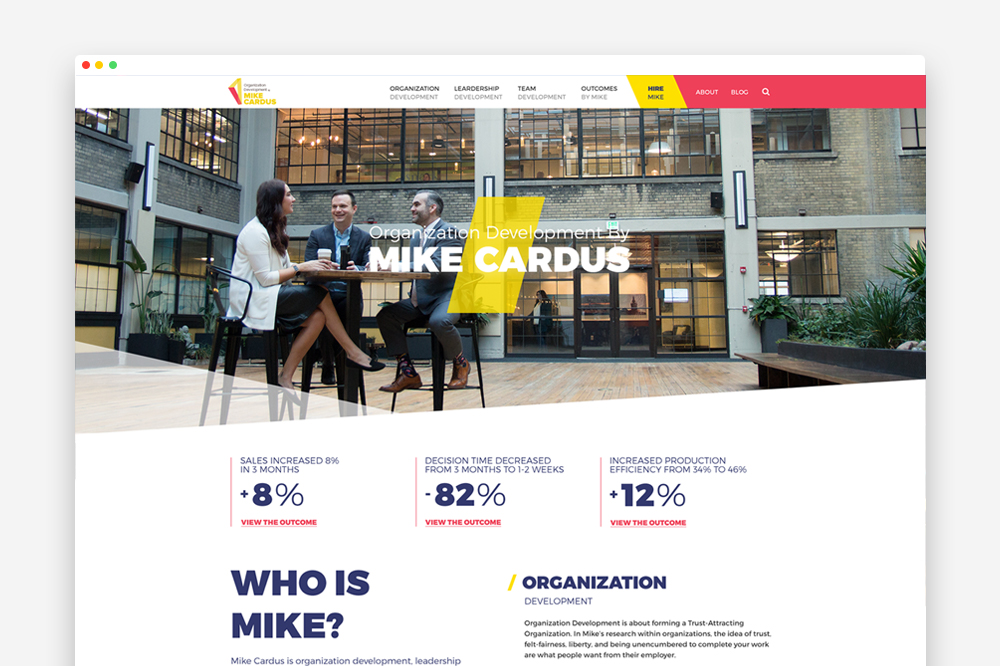 Organization
Development by
MIKE
CARDUS
ORGANIZATION
DEVELOPMENT
LEARDERSHIP
DEVELOPMENT
TEAM
DEVELOPMENT
OUTCOMES
BY MIKE
HIRE
MIKE
ABOUT
BLOG
Organization Development By
MIKE CARDUS
SALES INCREASED 8%
IN 3 MONTHS
+8%
VIEW THE OUTCOME
DECISION TIME DECREASED
FROM 3 MONTHS TO 1-2 WEEKS
-82%
VIEW THE OUTCOME
INCREASED PRODUCTION
EFFICIENCY FROM 34% TO 46%
+12%
VIEW THE OUTCOME
WHO IS
MIKE?
Mike Cardus is organization development, leadership
ORGANIZATION
DEVELOPMENT
Organization Development is about forming a Trust-Attracting
Organization. In Mike's research within organizations, the idea of trust,
felt-fairness, liberty, and being unencumbered to complete your work
are what people want from their employer.